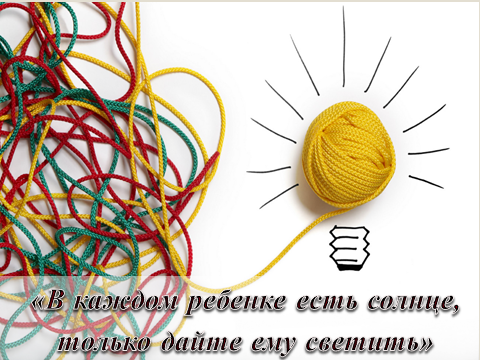 «В каждом ребенке есть солнце,
только дайте ему светить»